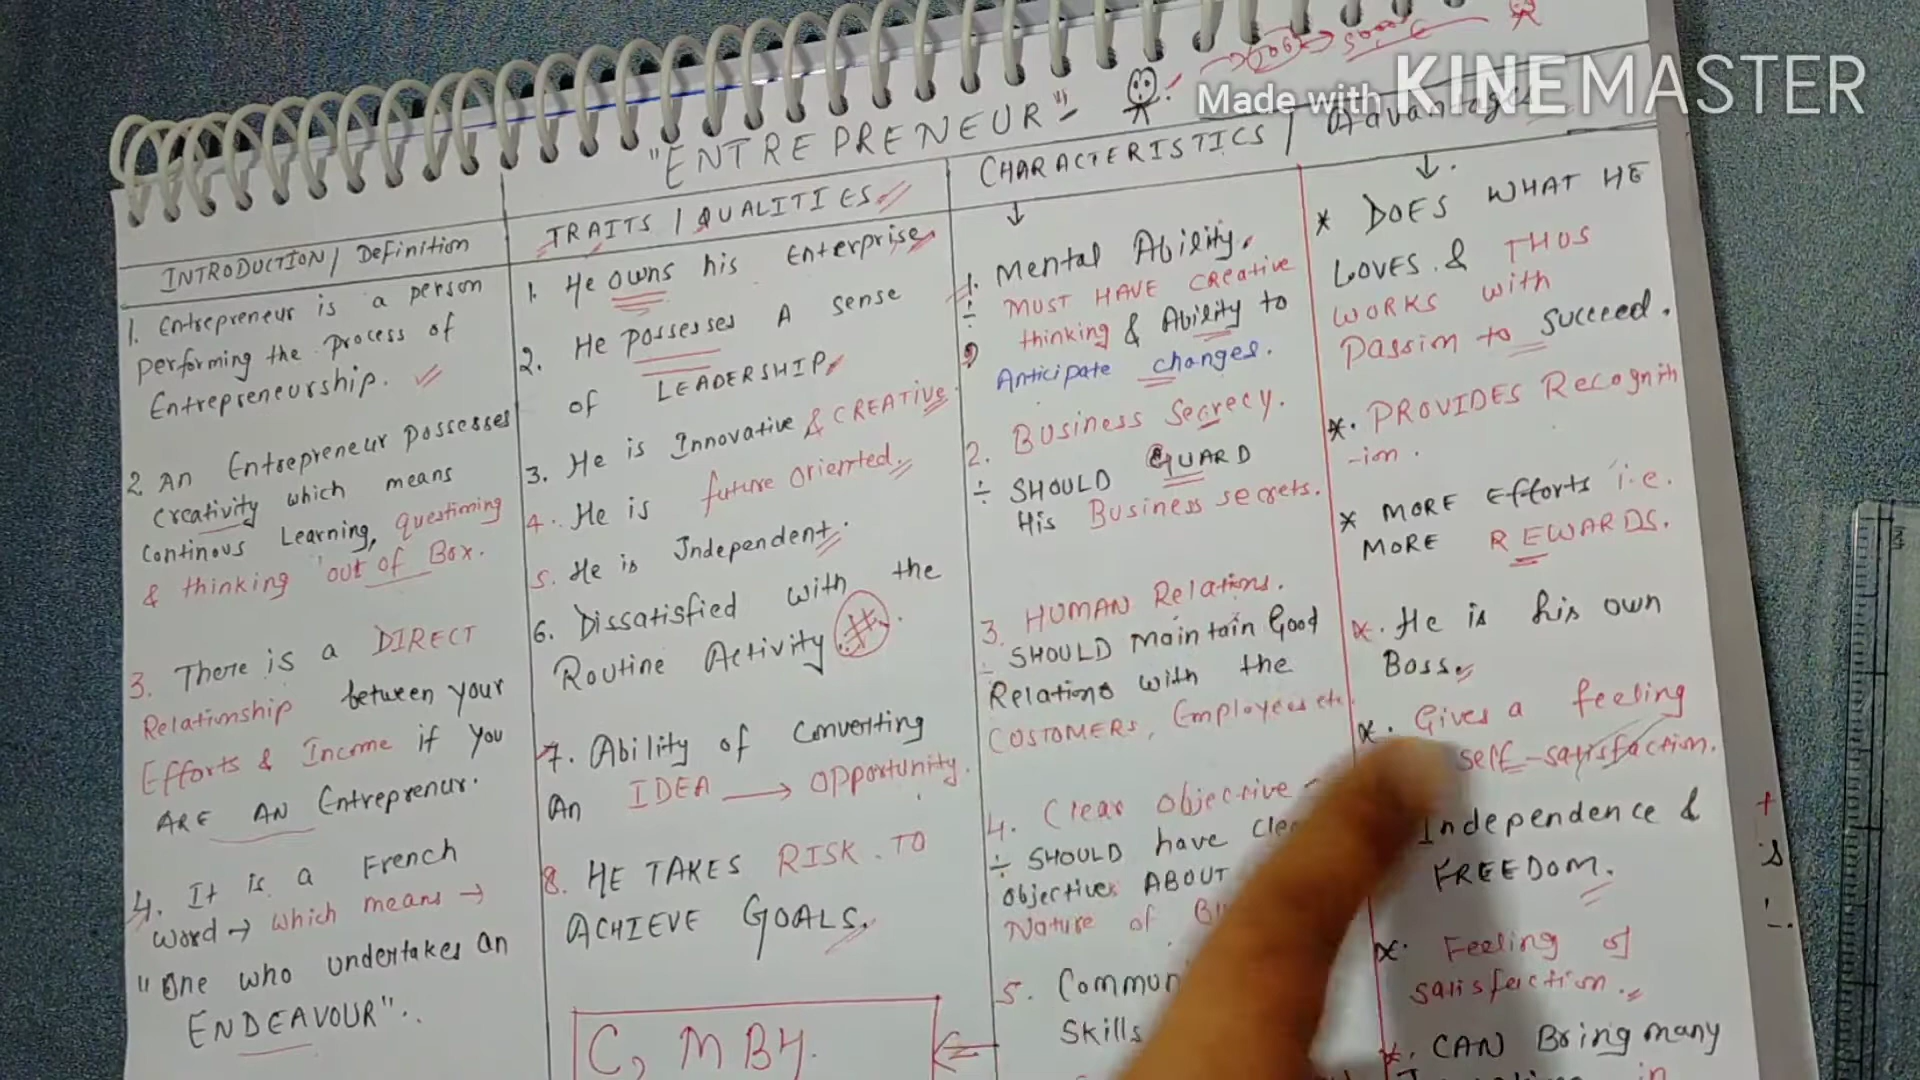 Made with KINEMASTER
"ENTREPRENEUR"
INTRODUCTION/ Definition
1. Entrepreneur is a person
performing the process of
Entrepreneurship.
2 An Entrepreneur possesses
creativity which means
continous Learning, questioning
& thinking 'out of Box.
3. There is a DIRECT
Relationship between your
Efforts & Income if you
ARE AN Entreprenur.
4. It is a French
word → which means →
"One who undertakes an
ENDEAVOUR".
TRAITS / QUALITIES
1. He owns his Enterprise.
2. He possesses A sense
of LEADERSHIP
3. He is Innovative & CREATIVE
4. He is future oriented.
5. He is Independent.
6. Dissatisfied with the
Routine Activity #.
7. Ability of converting
An IDEA → opportunity.
8. HE TAKES RISK TO
ACHIEVE GOALS.
C, MBY.
CHARACTERISTICS / Advantages
↓
1. Mental Ability.
÷ MUST HAVE CReative
thinking & Ability to
Anticipate changes.
2. Business Secrecy.
÷ SHOULD GUARD
His Business secrets.
3. HUMAN Relations.
÷ SHOULD maintain Good
Relations with the
COSTOMERS, Employees etc.
4. Clear objective
÷ SHOULD have
objectives ABOUT
Nature of
5.
Skills
↓.
* DOES WHAT HE
LOVES & THUS
WORKS with
Passion to succeed.
*. PROVIDES Recognit
-ion.
* MORE Efforts i.e.
MORE REWARDS.
*. He is his own
Boss.
*. Gives a feeling
self-satisfaction.
Independence &
FREEDOM.
*. Feeling of
satisfaction.
*. CAN Bring many
in